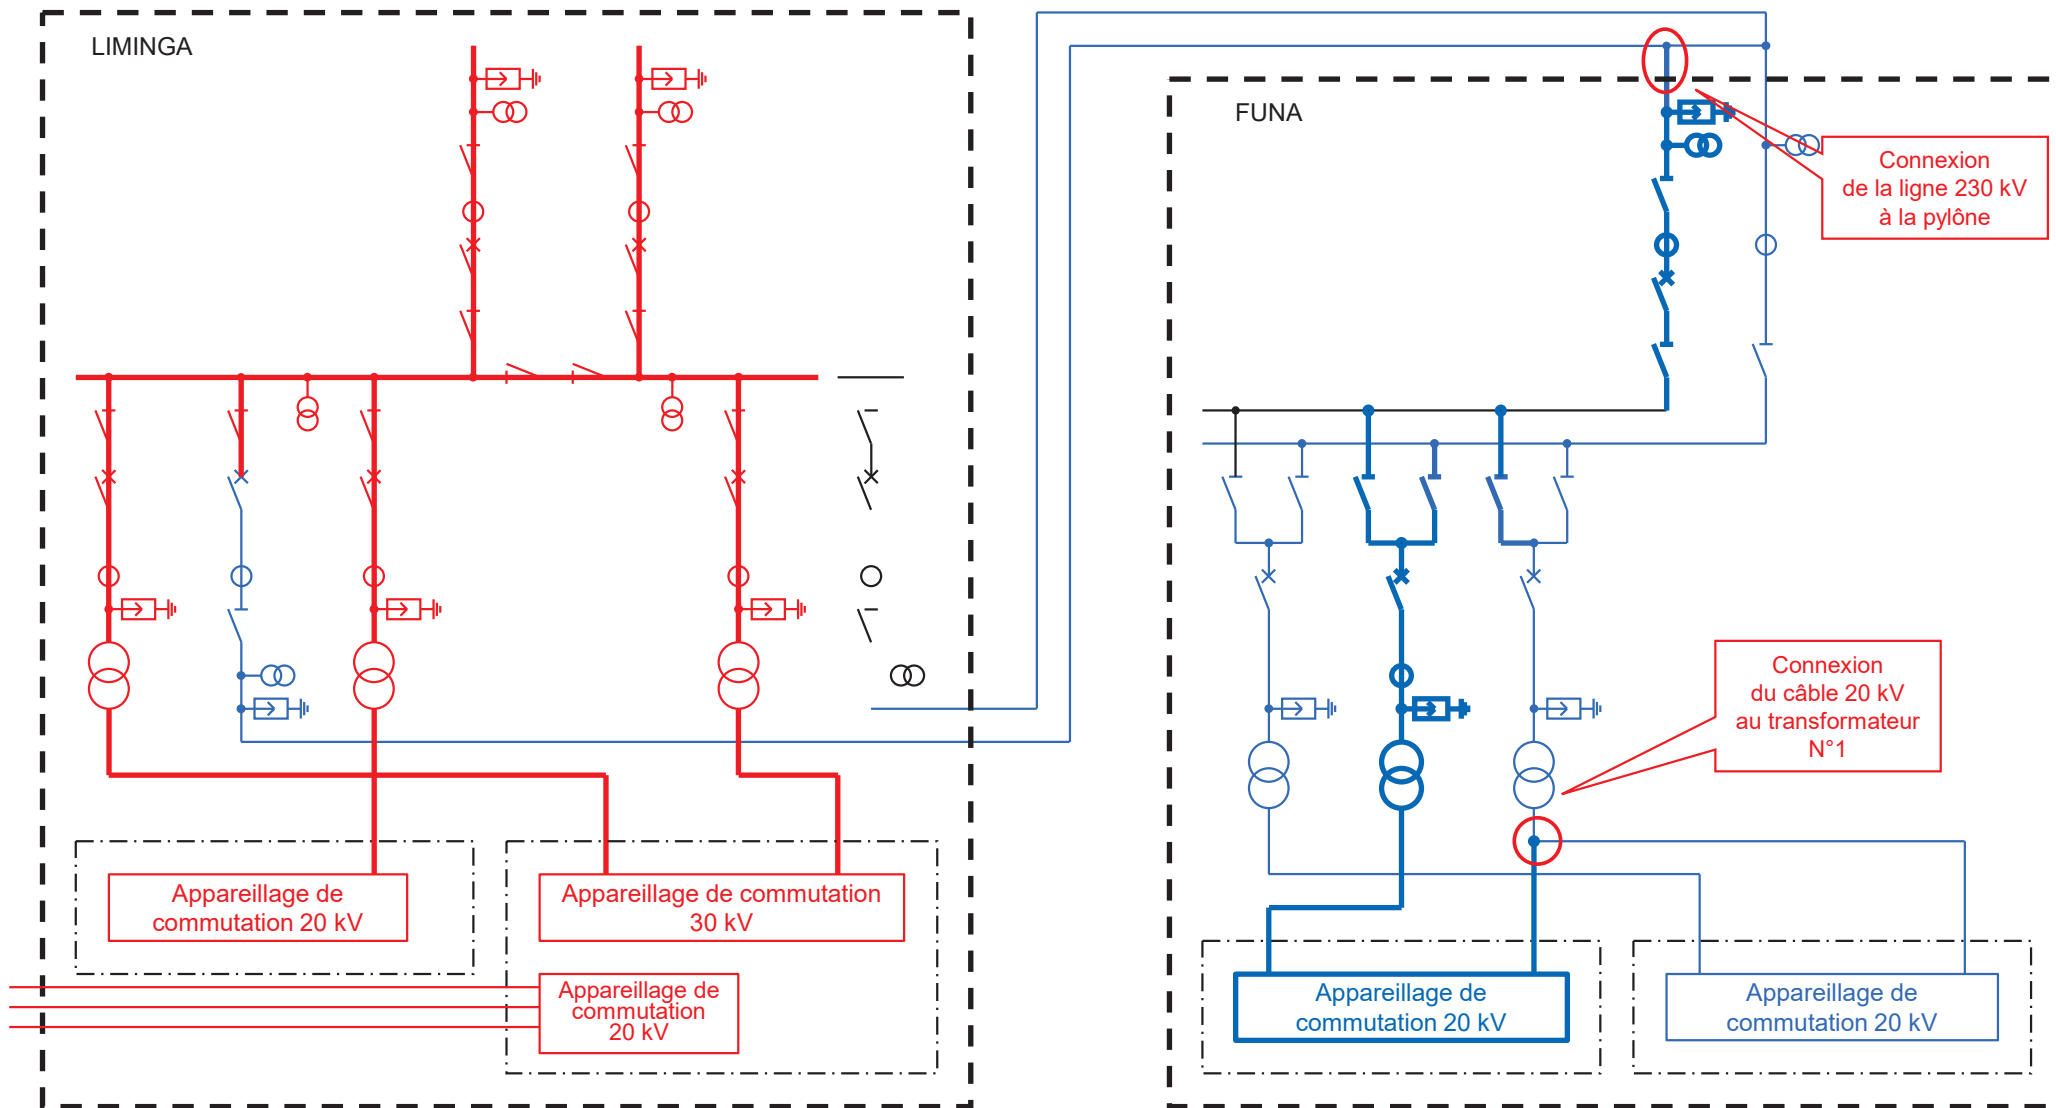 LIMINGA
FUNA
Connexion
de la ligne 230 kV
à la pylône
Connexion
du câble 20 kV
au transformateur
N°1
Appareillage de
commutation 20 kV
Appareillage de commutation
30 kV
Appareillage de
commutation
20 kV
Appareillage de
commutation 20 kV
Appareillage de
commutation 20 kV